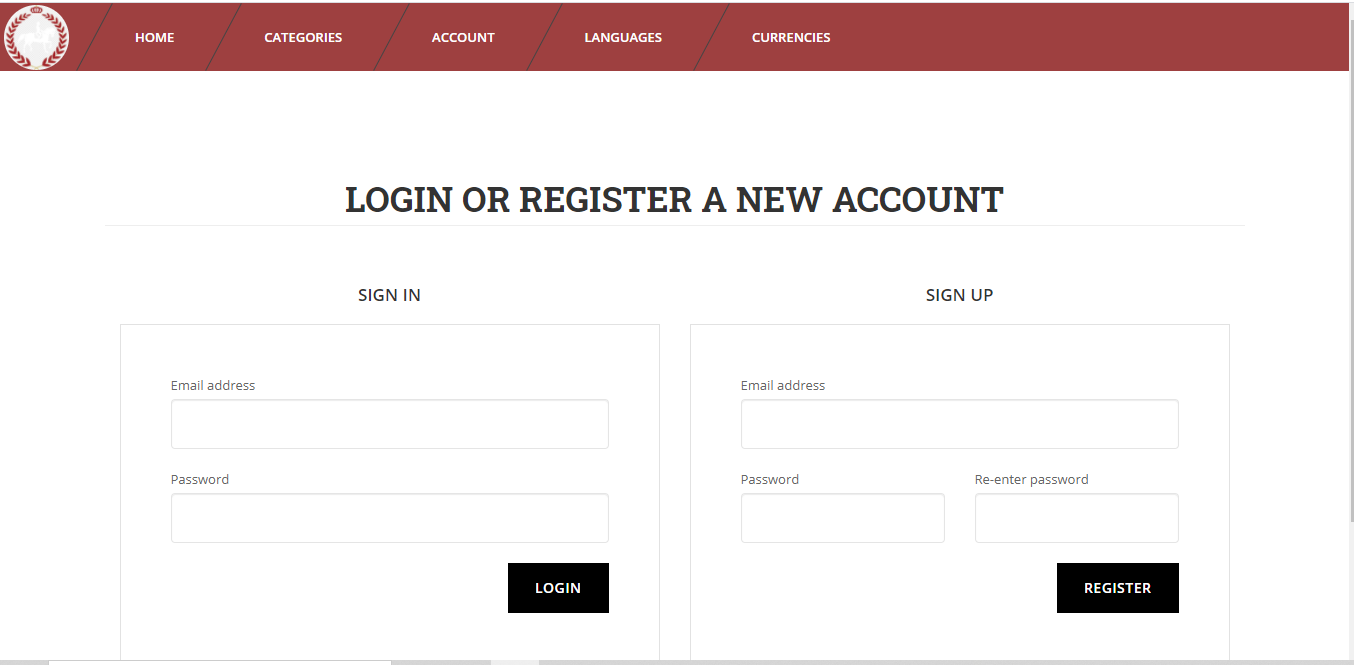 HOME CATEGORIES ACCOUNT LANGUAGES CURRENCIES
LOGIN OR REGISTER A NEW ACCOUNT
SIGN IN
Email address
Password
LOGIN
SIGN UP
Email address
Password Re-enter password
REGISTER